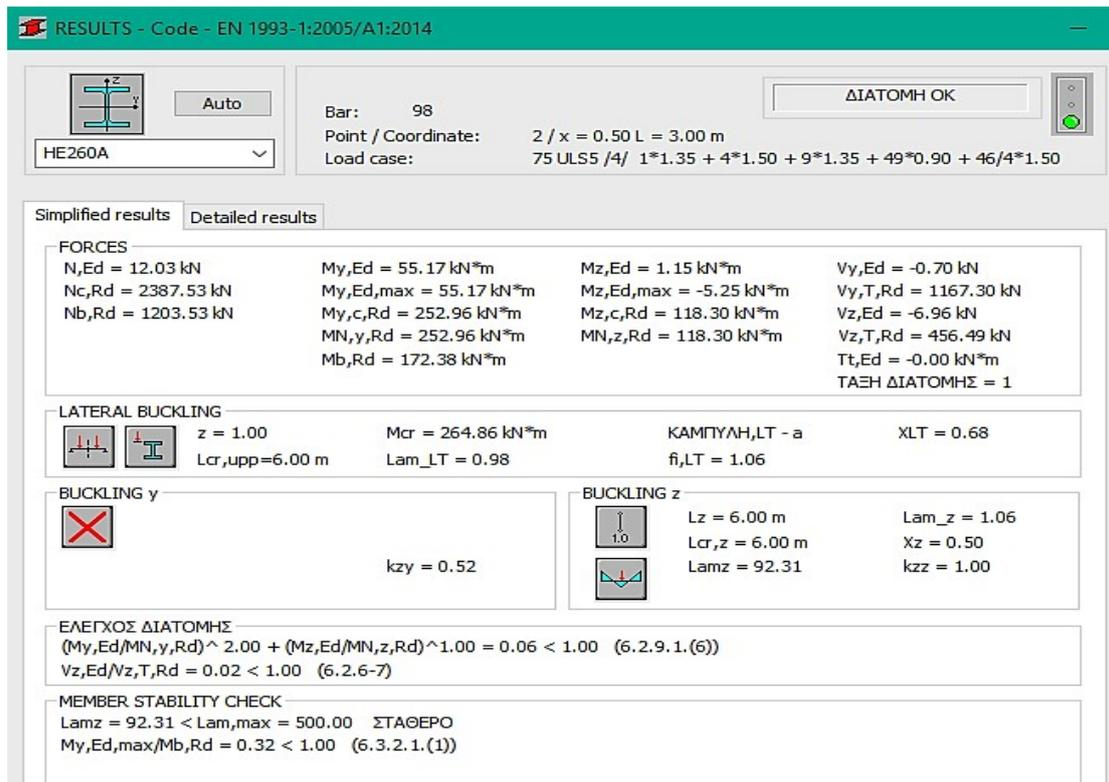 RESULTS - Code - EN 1993-1:2005/A1:2014
Auto
HE260A
Bar: 98
Point / Coordinate: 2 / x = 0.50 L = 3.00 m
Load case: 75 ULS5 /4/ 1*1.35 + 4*1.50 + 9*1.35 + 49*0.90 + 46/4*1.50
ΔΙΑΤΟΜΗ ΟΚ
Simplified results Detailed results
FORCES
N,Ed = 12.03 kN My,Ed = 55.17 kN*m Mz,Ed = 1.15 kN*m Vy,Ed = -0.70 kN
Nc,Rd = 2387.53 kN My,Ed,max = 55.17 kN*m Mz,Ed,max = -5.25 kN*m Vy,T,Rd = 1167.30 kN
Nb,Rd = 1203.53 kN My,c,Rd = 252.96 kN*m Mz,c,Rd = 118.30 kN*m Vz,Ed = -6.96 kN
MN,y,Rd = 252.96 kN*m MN,z,Rd = 118.30 kN*m Vz,T,Rd = 456.49 kN
Mb,Rd = 172.38 kN*m Tt,Ed = -0.00 kN*m
ΤΑΞΗ ΔΙΑΤΟΜΗΣ = 1
LATERAL BUCKLING
z = 1.00 Mcr = 264.86 kN*m ΚΑΜΠΥΛΗ,LT - a XLT = 0.68
Lcr,upp=6.00 m Lam_LT = 0.98 fi,LT = 1.06
BUCKLING y
kzy = 0.52
BUCKLING z
1.0
Lz = 6.00 m Lam_z = 1.06
Lcr,z = 6.00 m Xz = 0.50
Lamz = 92.31 kzz = 1.00
ΕΛΕΓΧΟΣ ΔΙΑΤΟΜΗΣ
(My,Ed/MN,y,Rd)^ 2.00 + (Mz,Ed/MN,z,Rd)^1.00 = 0.06 < 1.00 (6.2.9.1.(6))
Vz,Ed/Vz,T,Rd = 0.02 < 1.00 (6.2.6-7)
MEMBER STABILITY CHECK
Lamz = 92.31 < Lam,max = 500.00 ΣΤΑΘΕΡΟ
My,Ed,max/Mb,Rd = 0.32 < 1.00 (6.3.2.1.(1))